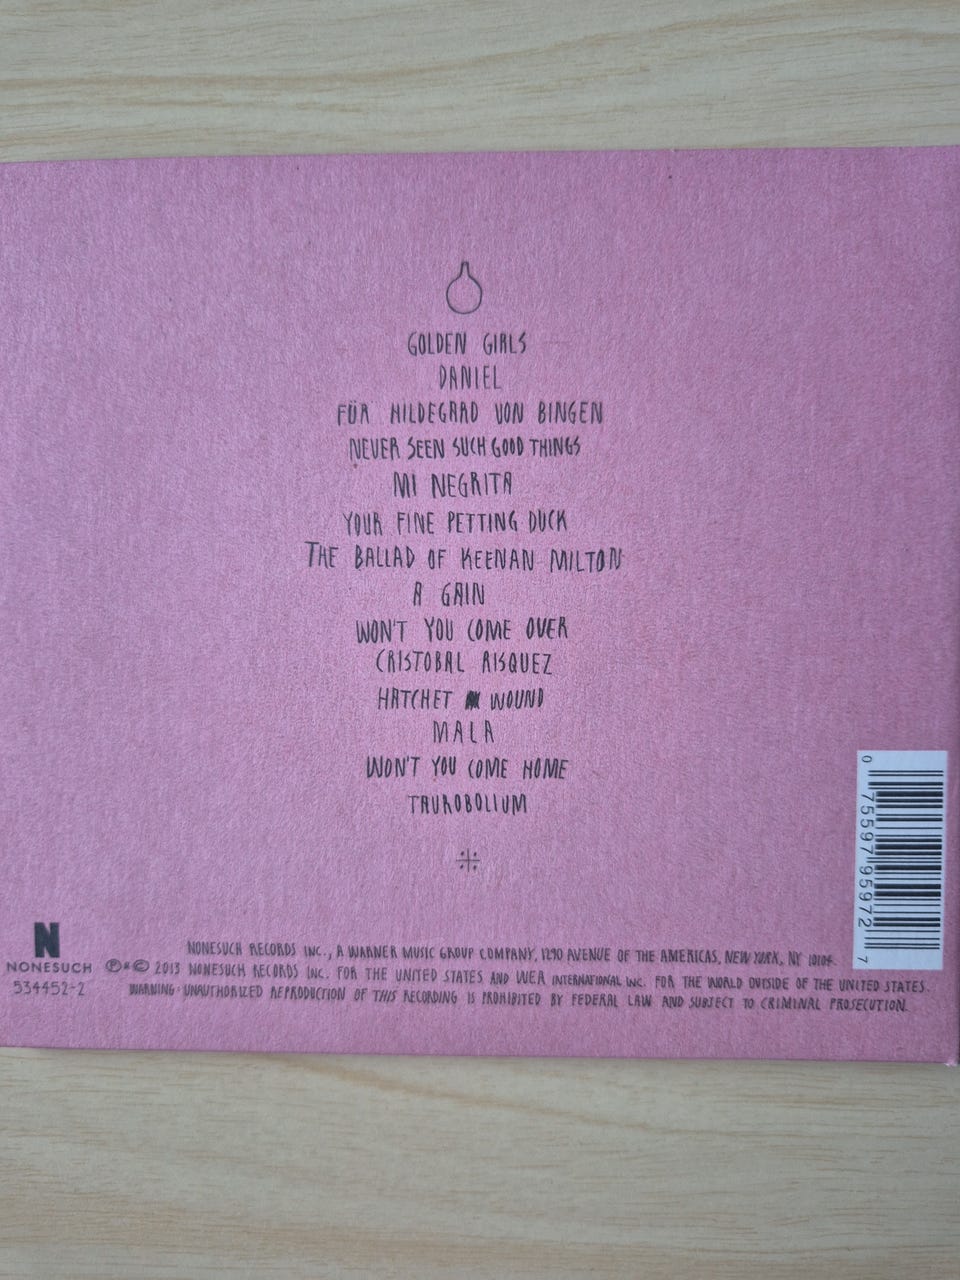 GOLDEN GIRLS
DANIEL
FÜR HILDEGRAD VON BINGEN
NEVER SEEN SUCH GOOD THINGS
MI NEGRITA
YOUR FINE PETTING DUCK
THE BALLAD OF KEENAN MILTON
A GAIN
WON'T YOU COME OVER
CRISTOBAL RISQUEZ
HATCHET WOUND
MALA
WON'T YOU COME HOME
TAUROBOLIUM
N
NONESUCH
534452-2
NONESUCH RECORDS INC., A WARNER MUSIC GROUP COMPANY, 1290 AVENUE OF THE AMERICAS, NEW YORK, NY 10104.
℗ & © 2013 NONESUCH RECORDS INC. FOR THE UNITED STATES AND WEA INTERNATIONAL INC. FOR THE WORLD OUTSIDE OF THE UNITED STATES.
WARNING: UNAUTHORIZED REPRODUCTION OF THIS RECORDING IS PROHIBITED BY FEDERAL LAW AND SUBJECT TO CRIMINAL PROSECUTION.
0 75597 95972 7